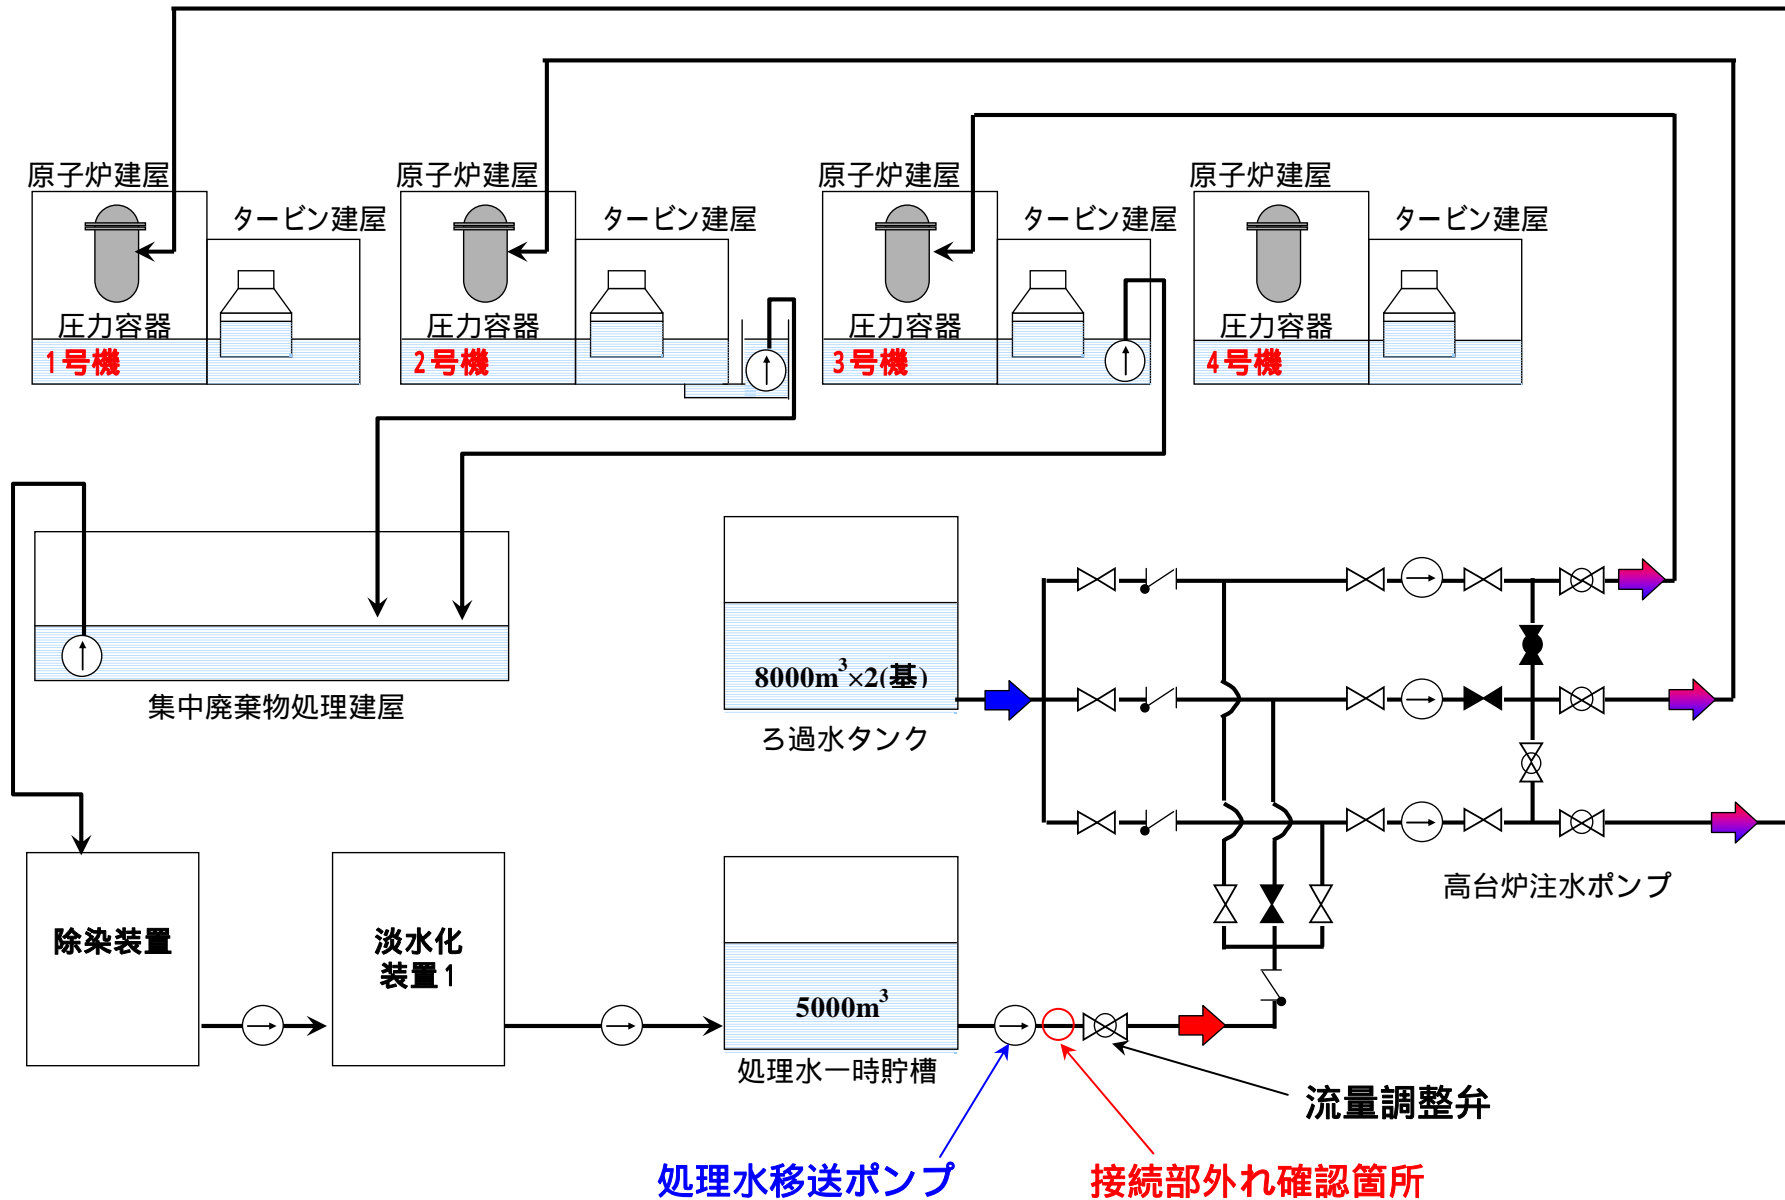 原子炉建屋
タービン建屋
圧力容器
1号機
原子炉建屋
タービン建屋
圧力容器
2号機
原子炉建屋
タービン建屋
圧力容器
3号機
原子炉建屋
タービン建屋
圧力容器
4号機
集中廃棄物処理建屋
8000m³×2(基)
ろ過水タンク
高台炉注水ポンプ
除染装置
淡水化
装置1
5000m³
処理水一時貯槽
流量調整弁
処理水移送ポンプ
接続部外れ確認箇所